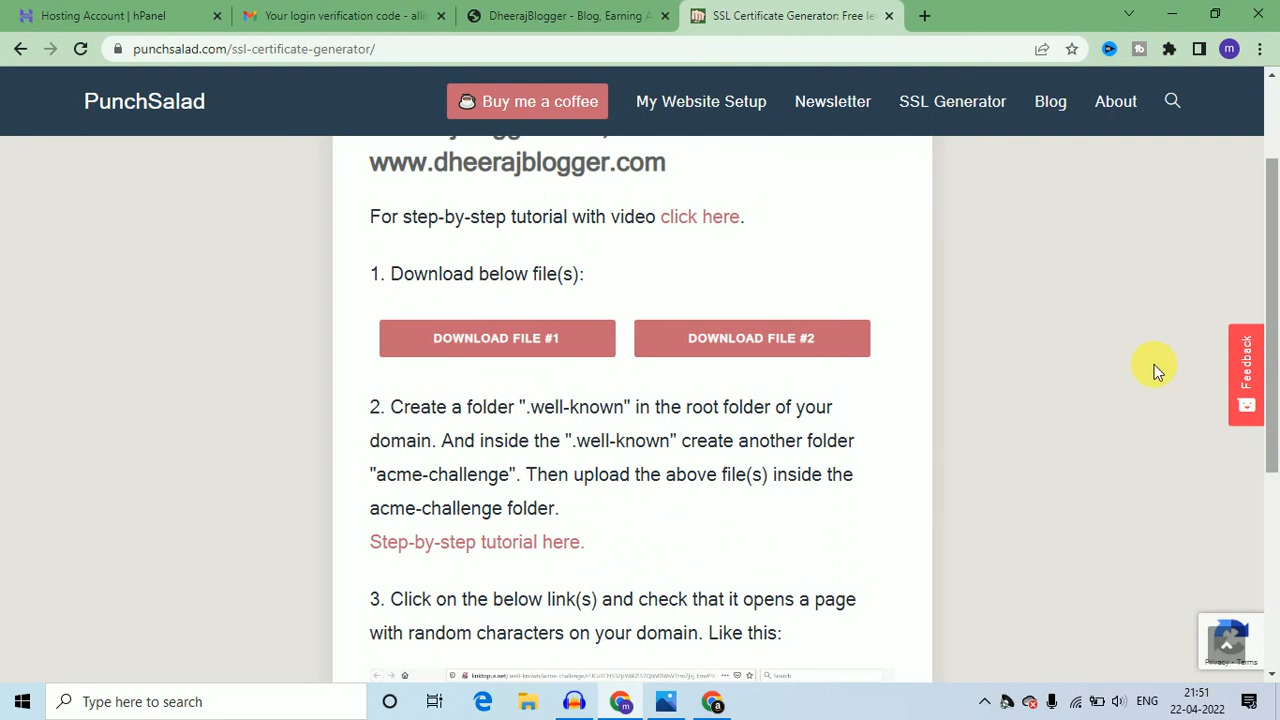 Hosting Account | hPanel
Your login verification code - alli
DheerajBlogger - Blog, Earning A
SSL Certificate Generator: Free le
punchsalad.com/ssl-certificate-generator/
m
PunchSalad
Buy me a coffee
My Website Setup
Newsletter
SSL Generator
Blog
About
www.dheerajblogger.com
For step-by-step tutorial with video click here.
1. Download below file(s):
DOWNLOAD FILE #1
DOWNLOAD FILE #2
Feedback
2. Create a folder ".well-known" in the root folder of your
domain. And inside the ".well-known" create another folder
"acme-challenge". Then upload the above file(s) inside the
acme-challenge folder.
Step-by-step tutorial here.
3. Click on the below link(s) and check that it opens a page
with random characters on your domain. Like this:
Search
Privacy - Terms
Type here to search
ENG
21:51
22-04-2022